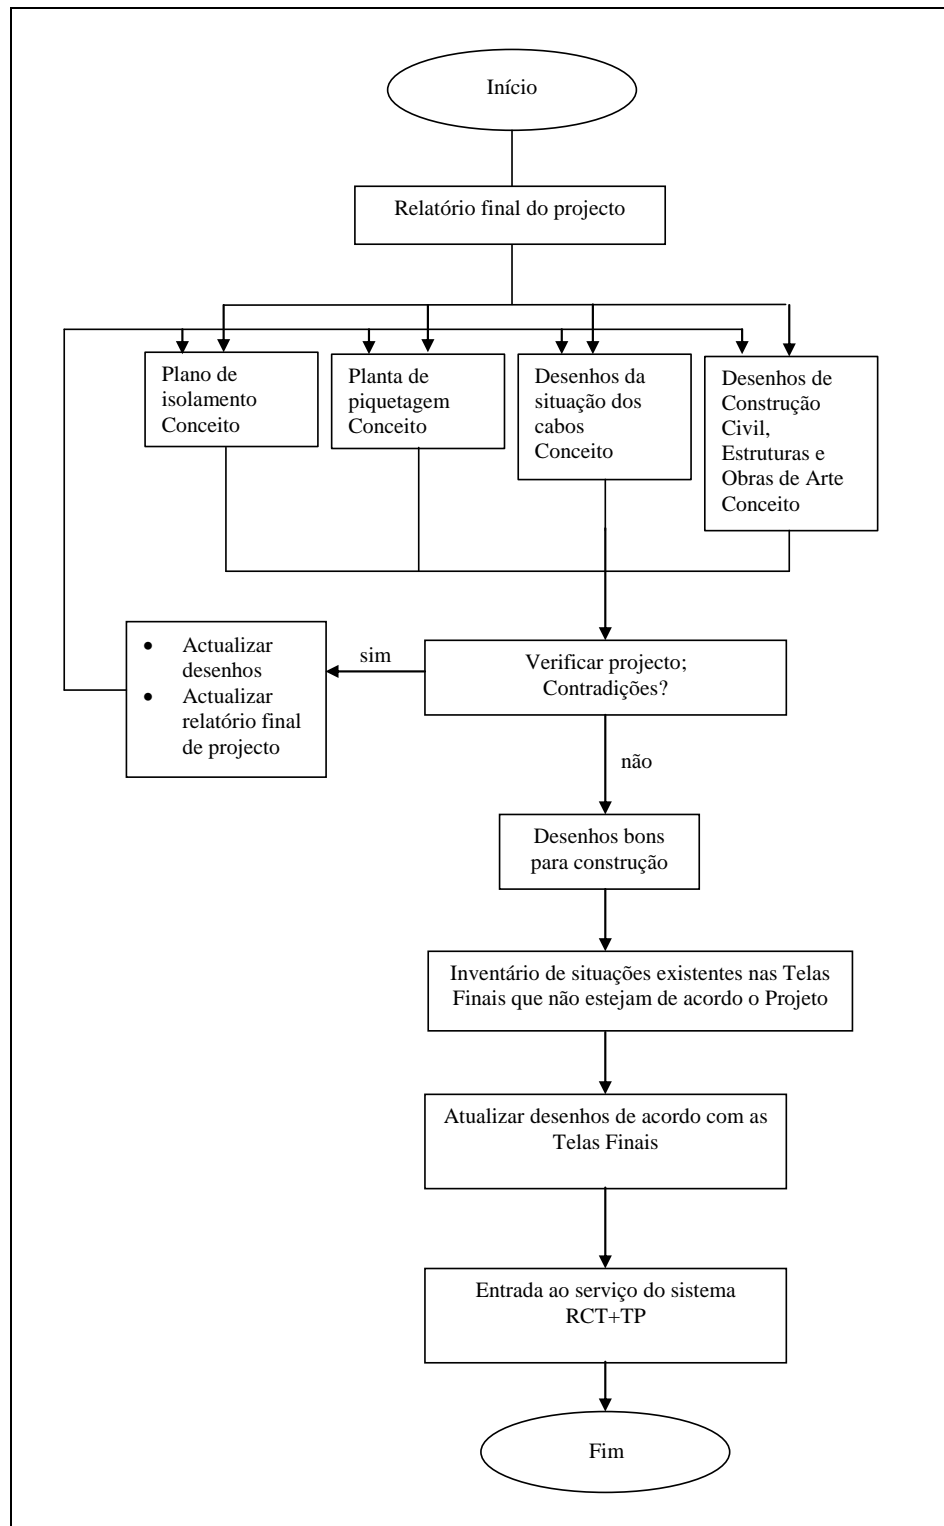 Início
Relatório final do projecto
Plano de
isolamento
Conceito
Planta de
piquetagem
Conceito
Desenhos da
situação dos
cabos
Conceito
Desenhos de
Construção
Civil,
Estruturas e
Obras de Arte
Conceito
• Actualizar
desenhos
• Actualizar
relatório final
de projecto
sim
Verificar projecto;
Contradições?
não
Desenhos bons
para construção
Inventário de situações existentes nas Telas
Finais que não estejam de acordo o Projeto
Atualizar desenhos de acordo com as
Telas Finais
Entrada ao serviço do sistema
RCT+TP
Fim